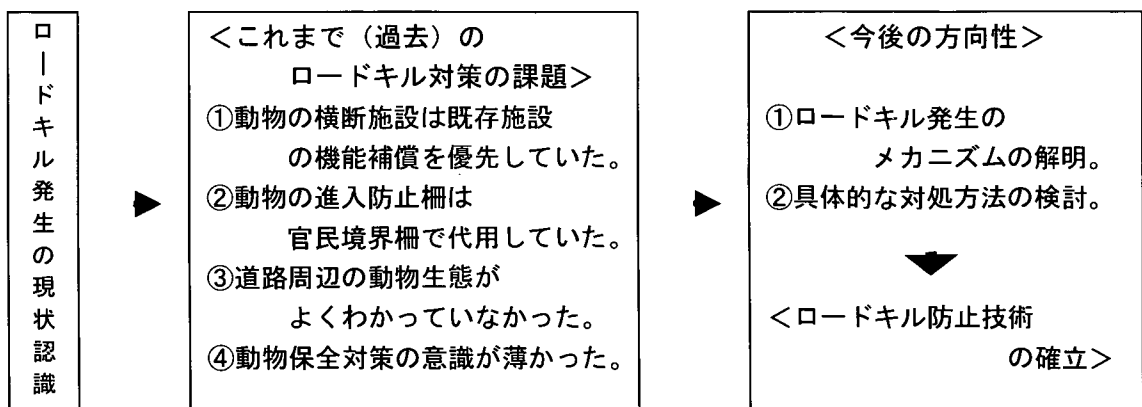 ロードキル発生の現状認識
＜これまで（過去）の
ロードキル対策の課題＞
①動物の横断施設は既存施設
の機能補償を優先していた。
②動物の進入防止柵は
官民境界柵で代用していた。
③道路周辺の動物生態が
よくわかっていなかった。
④動物保全対策の意識が薄かった。
＜今後の方向性＞
①ロードキル発生の
メカニズムの解明。
②具体的な対処方法の検討。
＜ロードキル防止技術
の確立＞